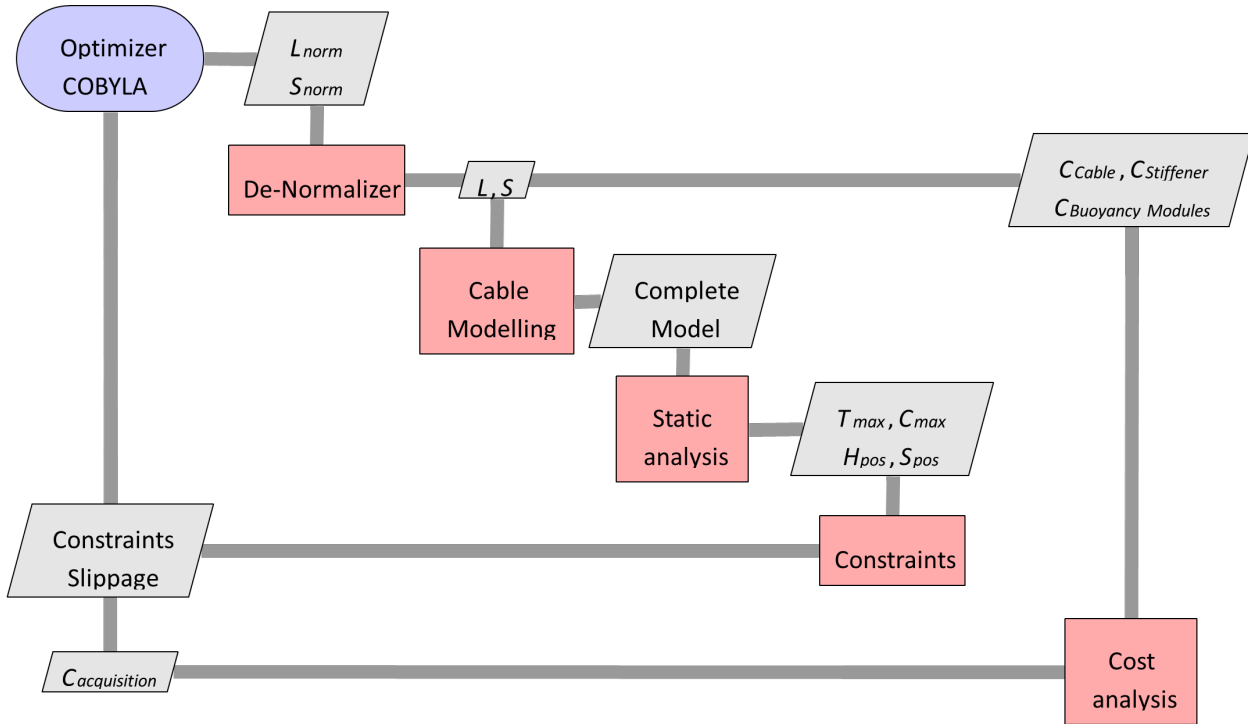 Optimizer
COBYLA
Lnorm
Snorm
De-Normalizer
L, S
CCable, CStiffener
CBuoyancy Modules
Cable
Modelling
Complete
Model
Static
analysis
Tmax, Cmax
Hpos, Spos
Constraints
Slippage
Constraints
Cacquisition
Cost
analysis